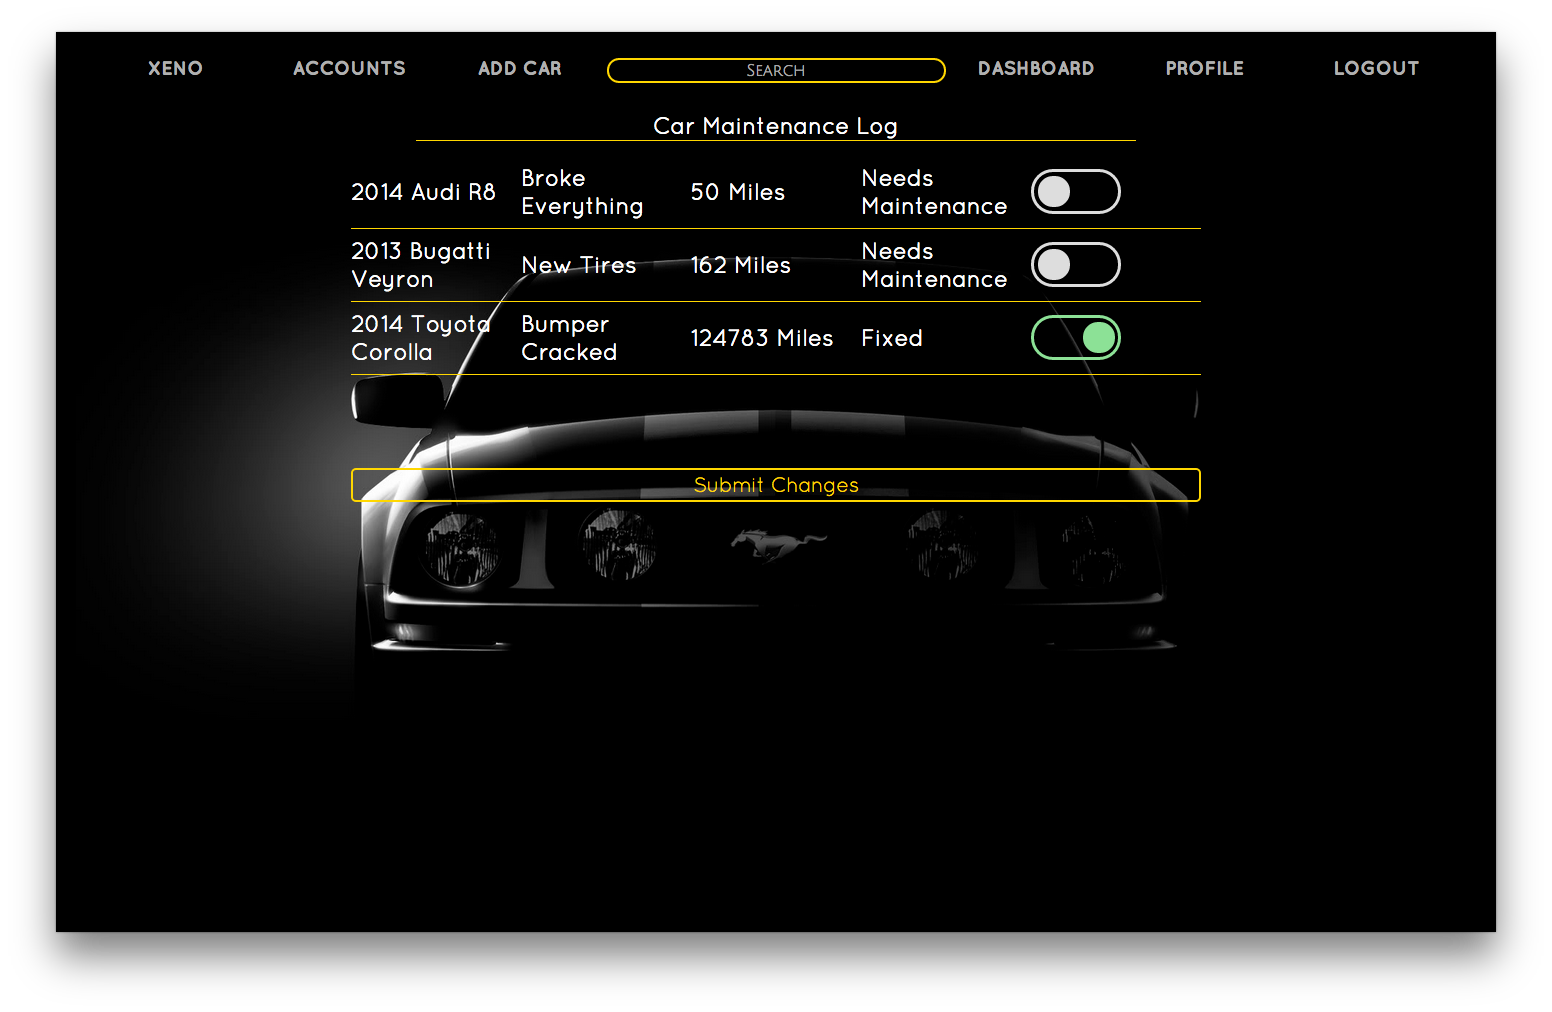 XENO ACCOUNTS ADD CAR SEARCH DASHBOARD PROFILE LOGOUT
Car Maintenance Log
2014 Audi R8 Broke Everything 50 Miles Needs Maintenance
2013 Bugatti Veyron New Tires 162 Miles Needs Maintenance
2014 Toyota Corolla Bumper Cracked 124783 Miles Fixed
Submit Changes